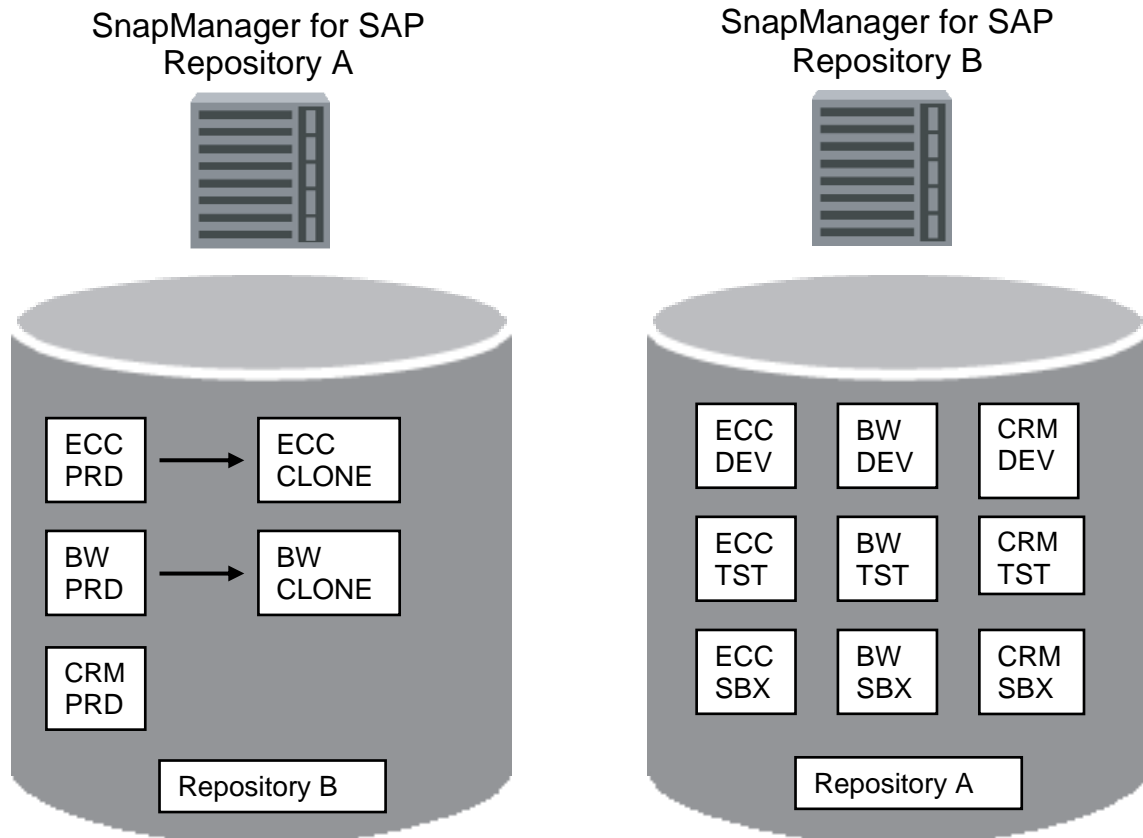 SnapManager for SAP
Repository A
SnapManager for SAP
Repository B
ECC
PRD
ECC
CLONE
BW
PRD
BW
CLONE
CRM
PRD
Repository B
ECC
DEV
BW
DEV
CRM
DEV
ECC
TST
BW
TST
CRM
TST
ECC
SBX
BW
SBX
CRM
SBX
Repository A